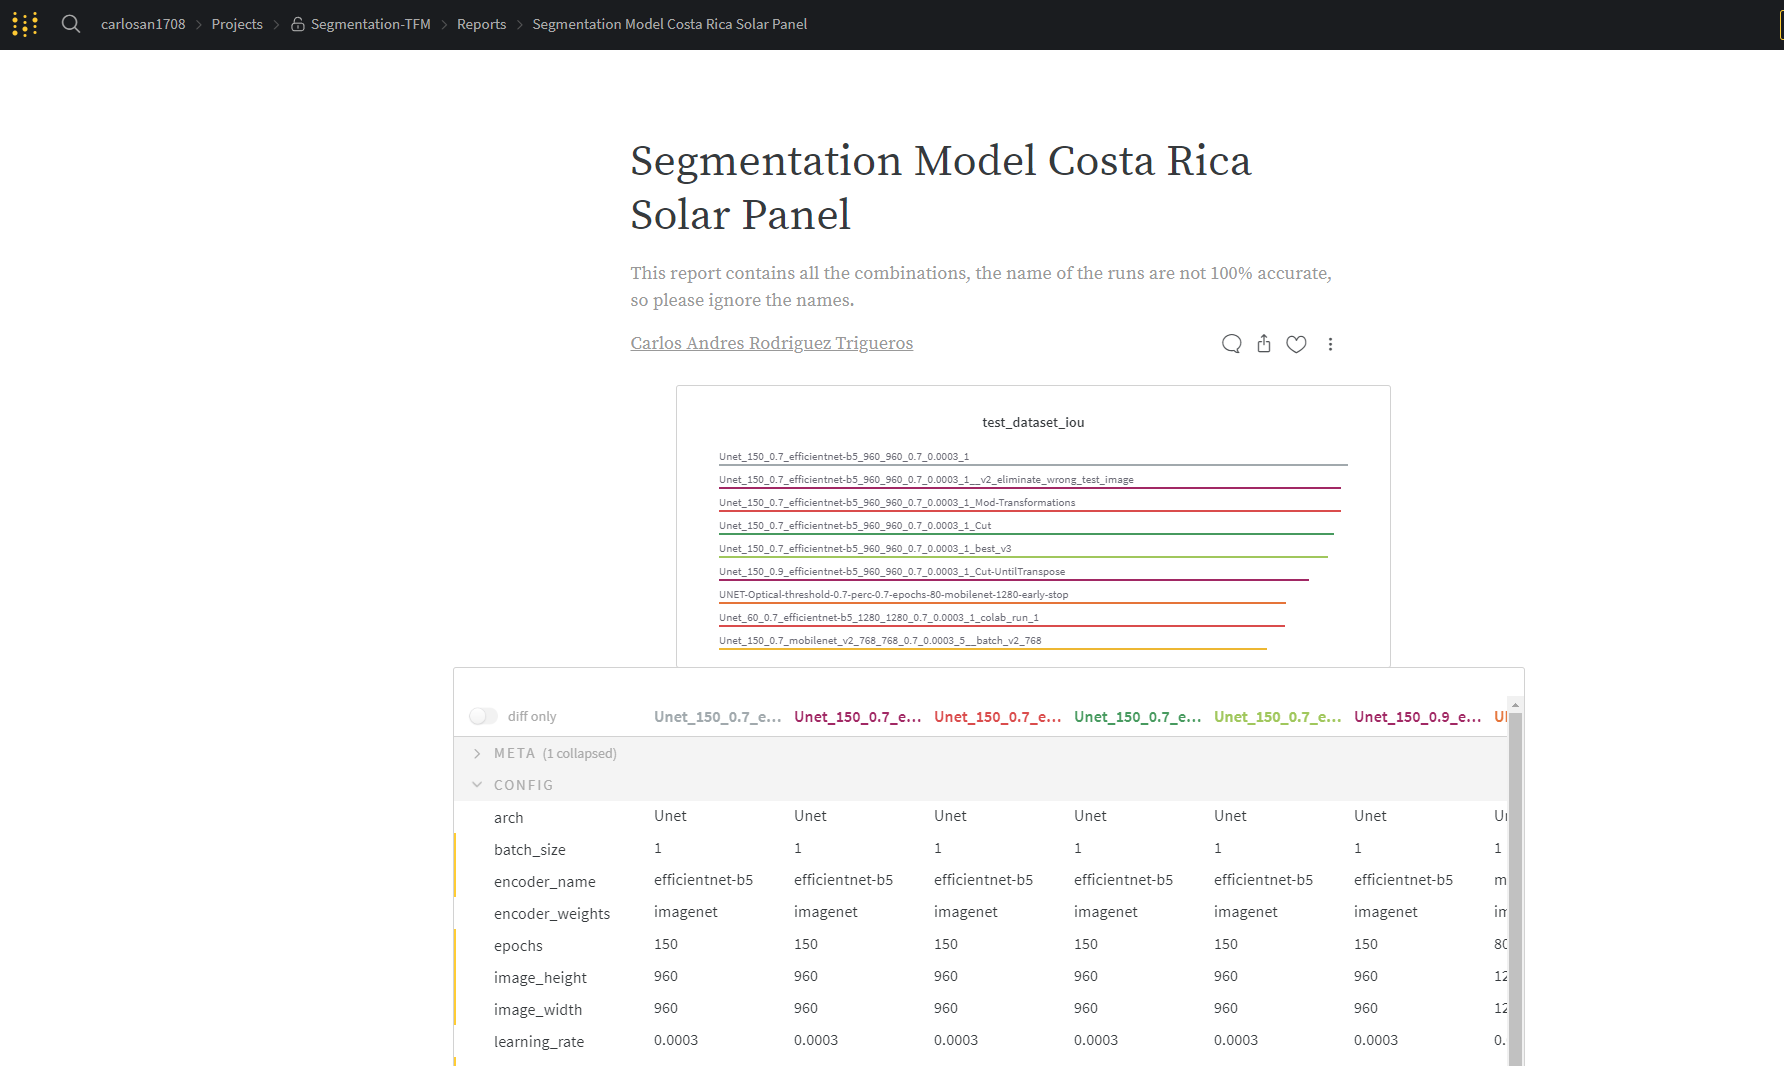 carlosan1708 > Projects > Segmentation-TFM > Reports > Segmentation Model Costa Rica Solar Panel
Segmentation Model Costa Rica
Solar Panel
This report contains all the combinations, the name of the runs are not 100% accurate,
so please ignore the names.
Carlos Andres Rodriguez Trigueros
test_dataset_iou
Unet_150_0.7_efficientnet-b5_960_960_0.7_0.0003_1
Unet_150_0.7_efficientnet-b5_960_960_0.7_0.0003_1__v2_eliminate_wrong_test_image
Unet_150_0.7_efficientnet-b5_960_960_0.7_0.0003_1_Mod-Transformations
Unet_150_0.7_efficientnet-b5_960_960_0.7_0.0003_1_Cut
Unet_150_0.7_efficientnet-b5_960_960_0.7_0.0003_1_best_v3
Unet_150_0.9_efficientnet-b5_960_960_0.7_0.0003_1_Cut-UntilTranspose
UNET-Optical-threshold-0.7-perc-0.7-epochs-80-mobilenet-1280-early-stop
Unet_60_0.7_efficientnet-b5_1280_1280_0.7_0.0003_1_colab_run_1
Unet_150_0.7_mobilenet_v2_768_768_0.7_0.0003_5__batch_v2_768
diff only Unet_150_0.7_e... Unet_150_0.7_e... Unet_150_0.7_e... Unet_150_0.7_e... Unet_150_0.7_e... Unet_150_0.9_e...
META (1 collapsed)
CONFIG
arch Unet Unet Unet Unet Unet Unet
batch_size 1 1 1 1 1 1 1
encoder_name efficientnet-b5 efficientnet-b5 efficientnet-b5 efficientnet-b5 efficientnet-b5 efficientnet-b5
encoder_weights imagenet imagenet imagenet imagenet imagenet imagenet
epochs 150 150 150 150 150 150 80
image_height 960 960 960 960 960 960
image_width 960 960 960 960 960 960
learning_rate 0.0003 0.0003 0.0003 0.0003 0.0003 0.0003